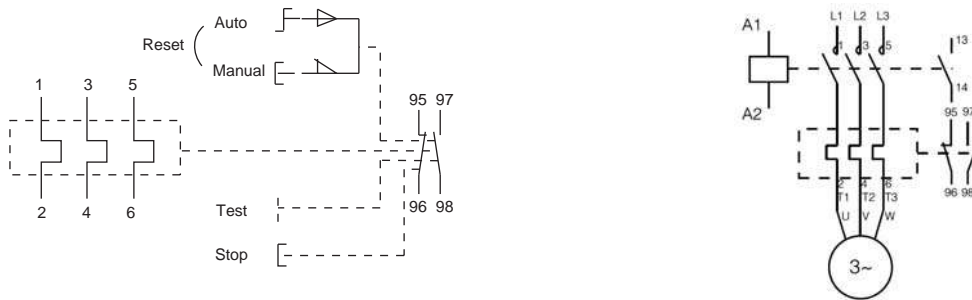 Auto
Reset
Manual
1 3 5
95 97
2 4 6
96 98
Test
Stop
L1 L2 L3
A1
1 3 5
13
14
A2
95 97
96 98
2 4 6
T1 T2 T3
U V W
3~